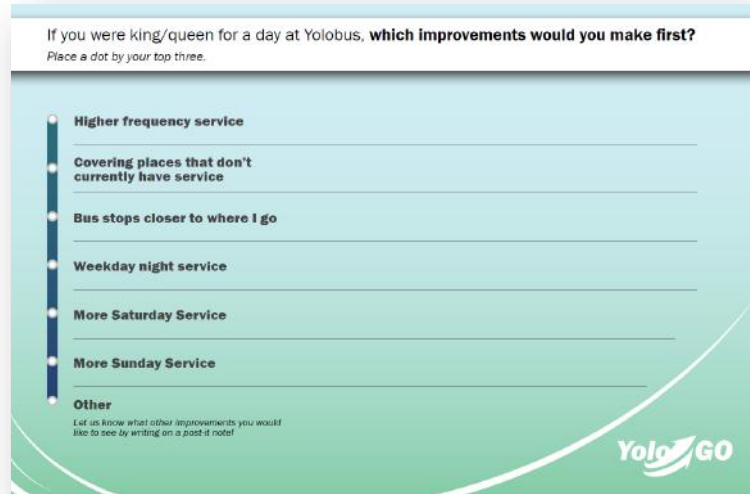 If you were king/queen for a day at Yolobus, which improvements would you make first?
Place a dot by your top three.
Higher frequency service
Covering places that don't
currently have service
Bus stops closer to where I go
Weekday night service
More Saturday Service
More Sunday Service
Other
Let us know what other improvements you would
like to see by writing on a post-it note!
Yolo GO